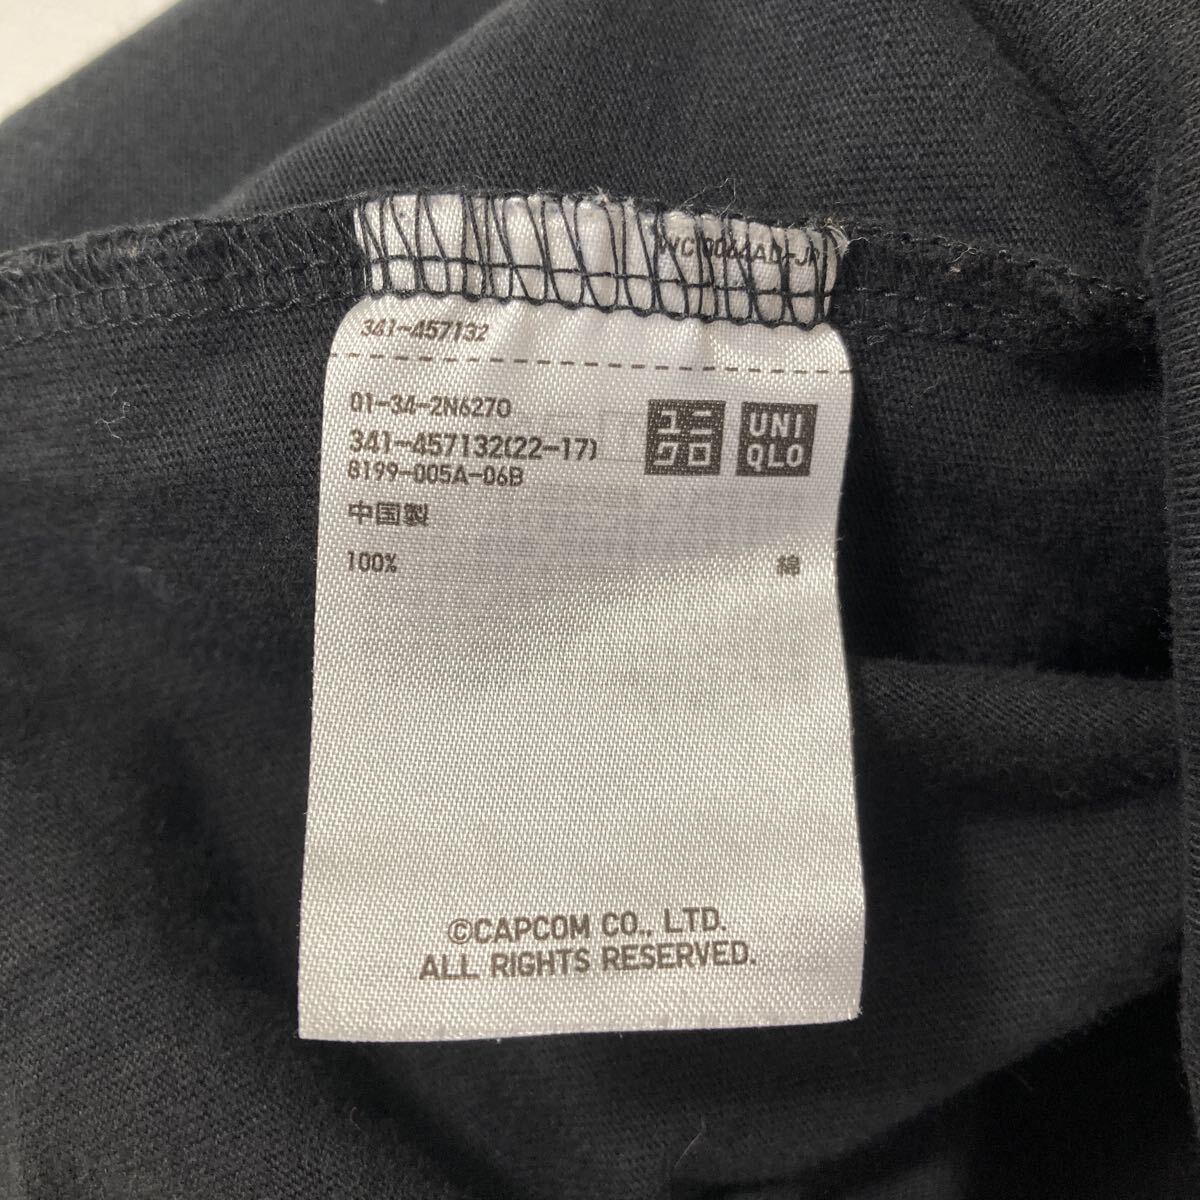 341-457132
01-34-2N6270
341-457132(22-17)
8199-005A-06B
中国製
100% 綿
ユニ
クロ
UNI
QLO
©CAPCOM CO., LTD.
ALL RIGHTS RESERVED.